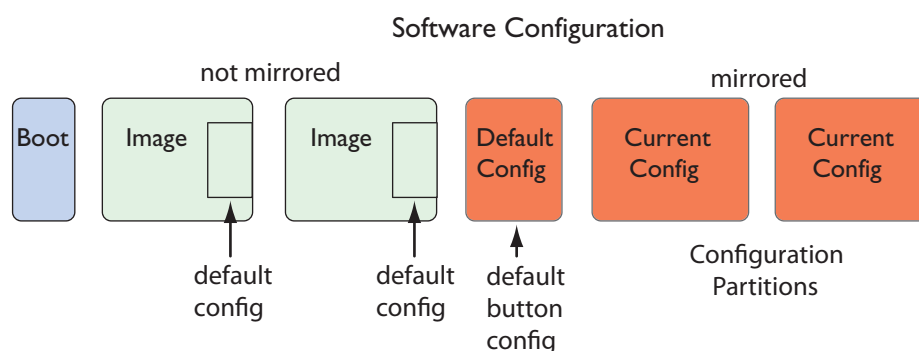 Software Configuration
not mirrored
mirrored
Boot
Image
Image
Default
Config
Current
Config
Current
Config
default
config
default
config
default
button
config
Configuration
Partitions